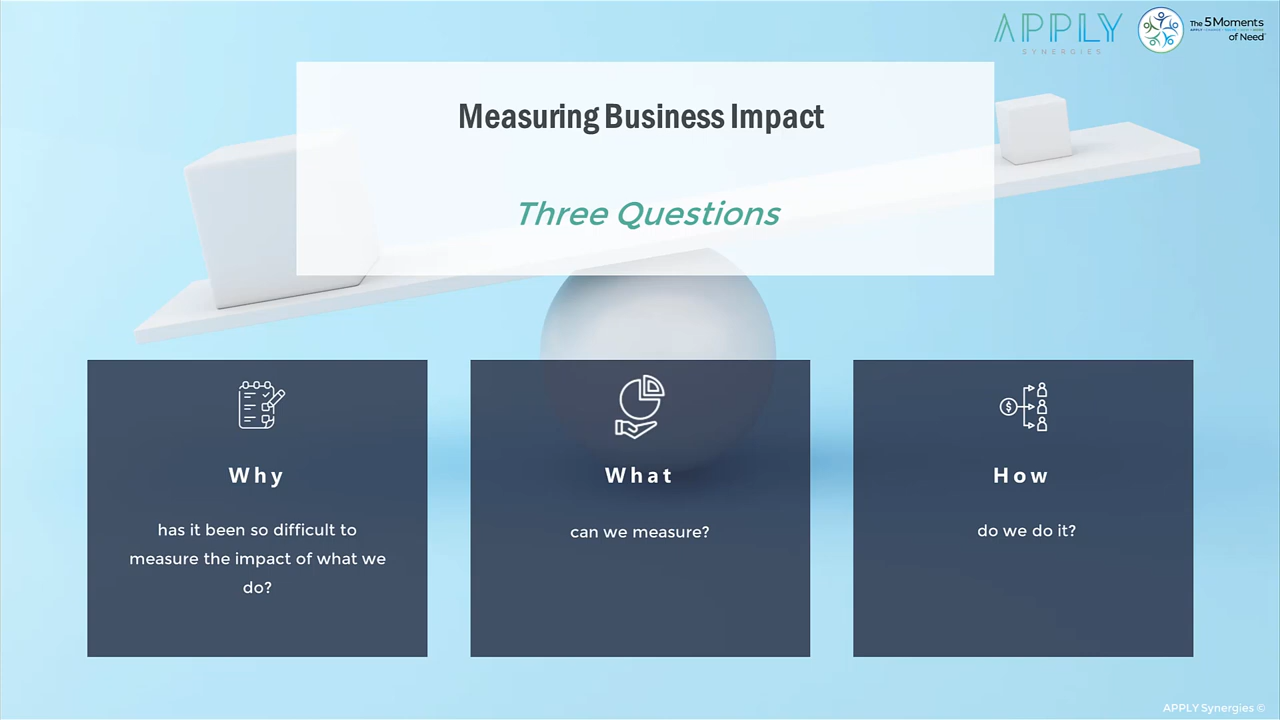 APPLY
SYNERGIES
The 5 Moments
of Need
Measuring Business Impact
Three Questions
Why
has it been so difficult to
measure the impact of what we
do?
What
can we measure?
How
do we do it?
APPLY Synergies ©